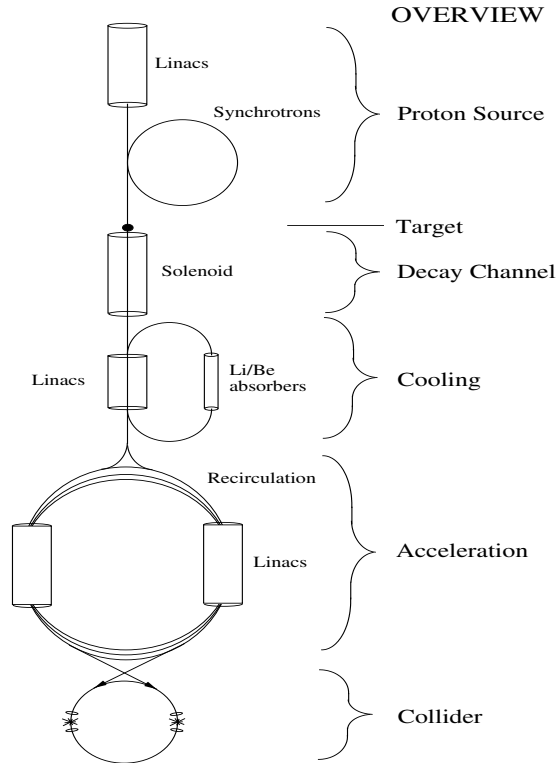 OVERVIEW
Linacs
Synchrotrons
Proton Source
Target
Solenoid
Decay Channel
Linacs
Li/Be
absorbers
Cooling
Recirculation
Linacs
Acceleration
Collider